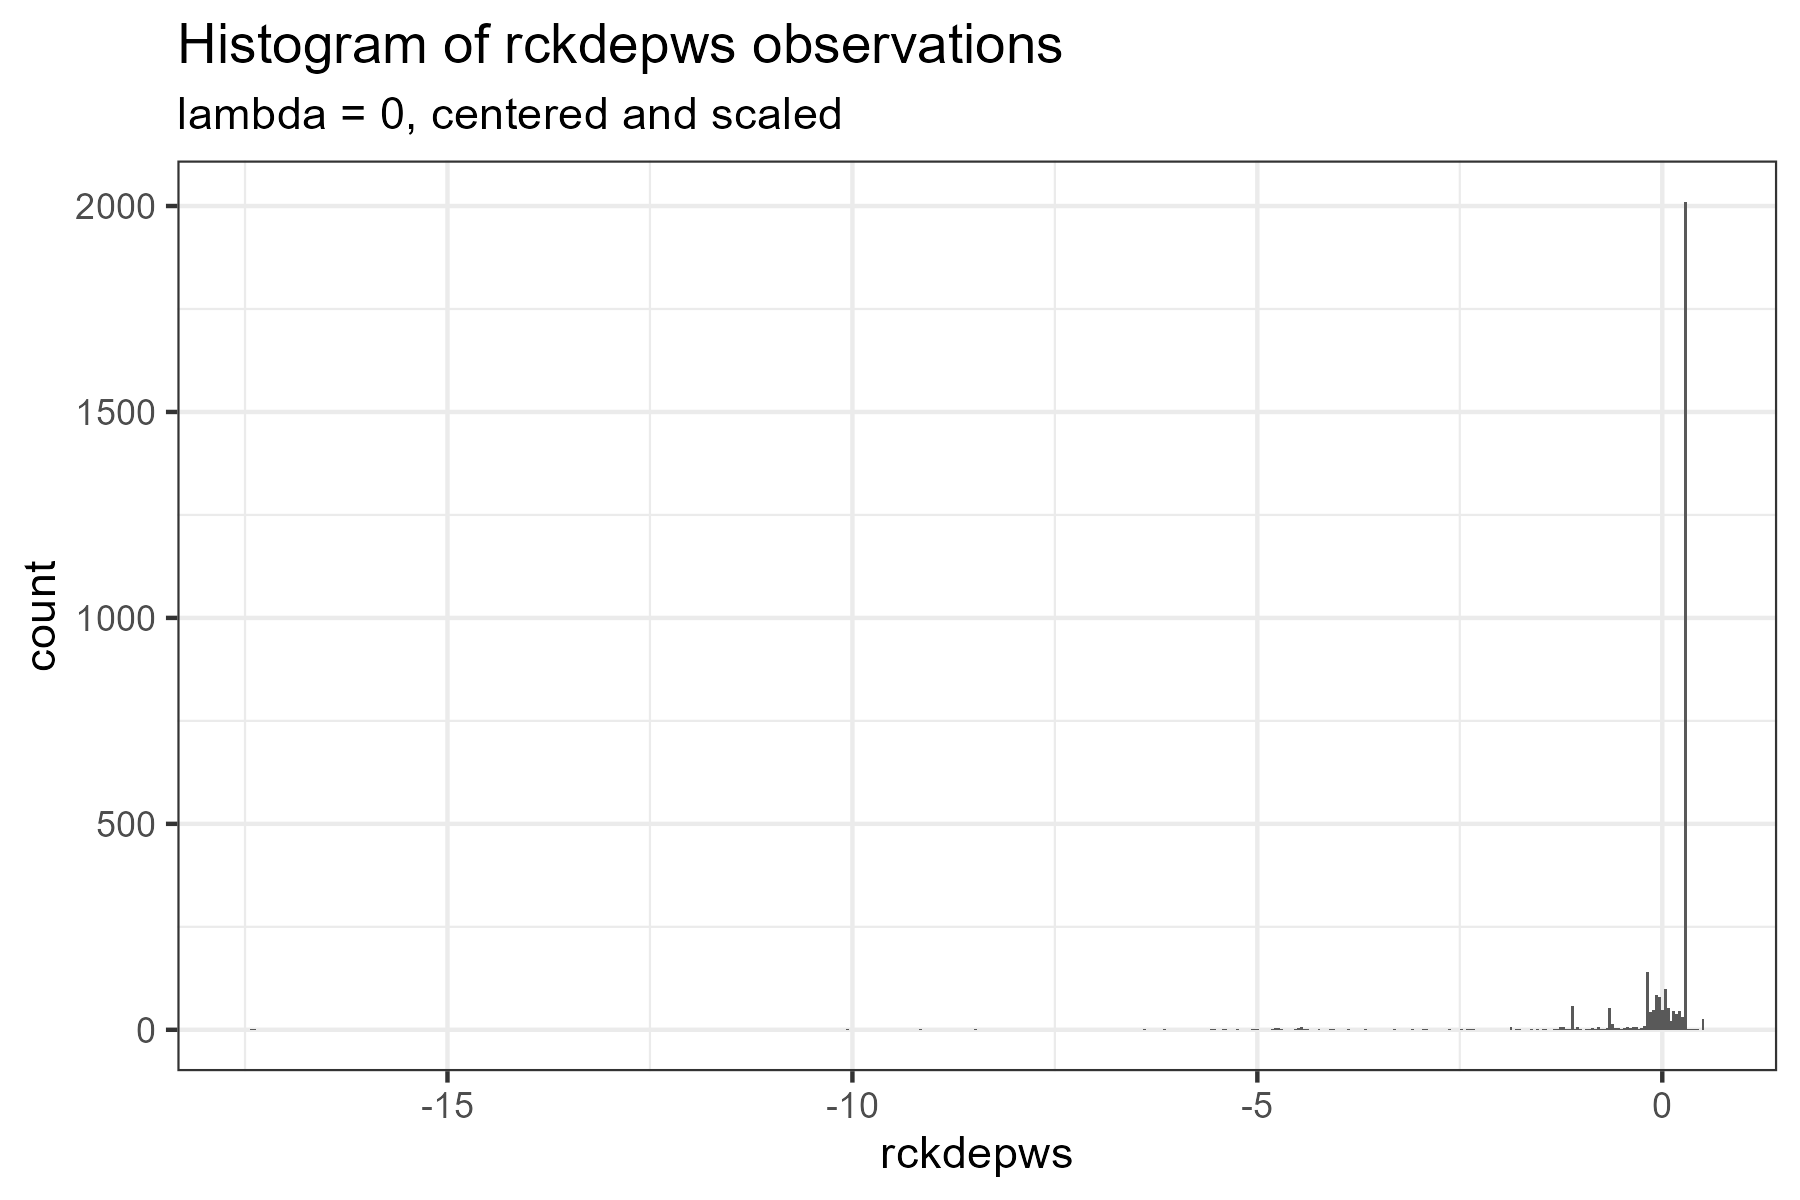 Histogram of rckdepws observations
lambda = 0, centered and scaled
2000
1500
1000
500
0
count
-15
-10
-5
0
rckdepws